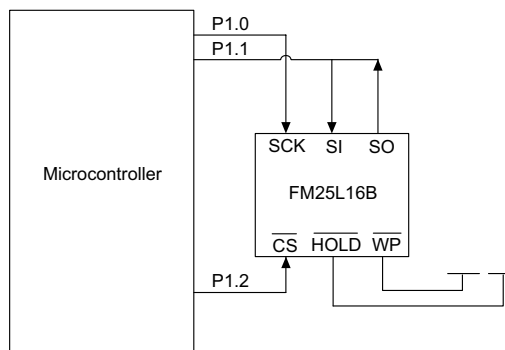 P1.0
P1.1
SCK SI SO
Microcontroller
FM25L16B
CS HOLD WP
P1.2